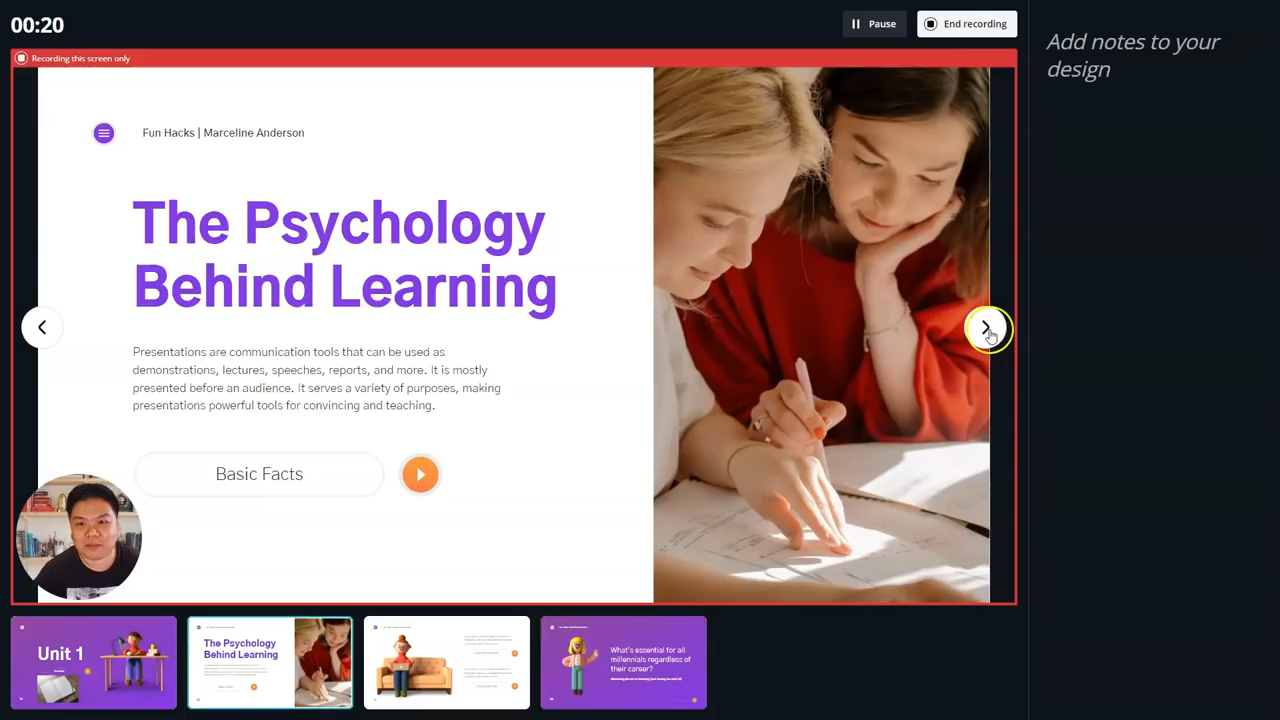 00:20
Pause
End recording
Recording this screen only
Add notes to your
design
Fun Hacks | Marceline Anderson
The Psychology
Behind Learning
Presentations are communication tools that can be used as
demonstrations, lectures, speeches, reports, and more. It is mostly
presented before an audience. It serves a variety of purposes, making
presentations powerful tools for convincing and teaching.
Basic Facts
Unit 1
The Psychology
Behind Learning
What's essential for all
millennials regardless of
their career?